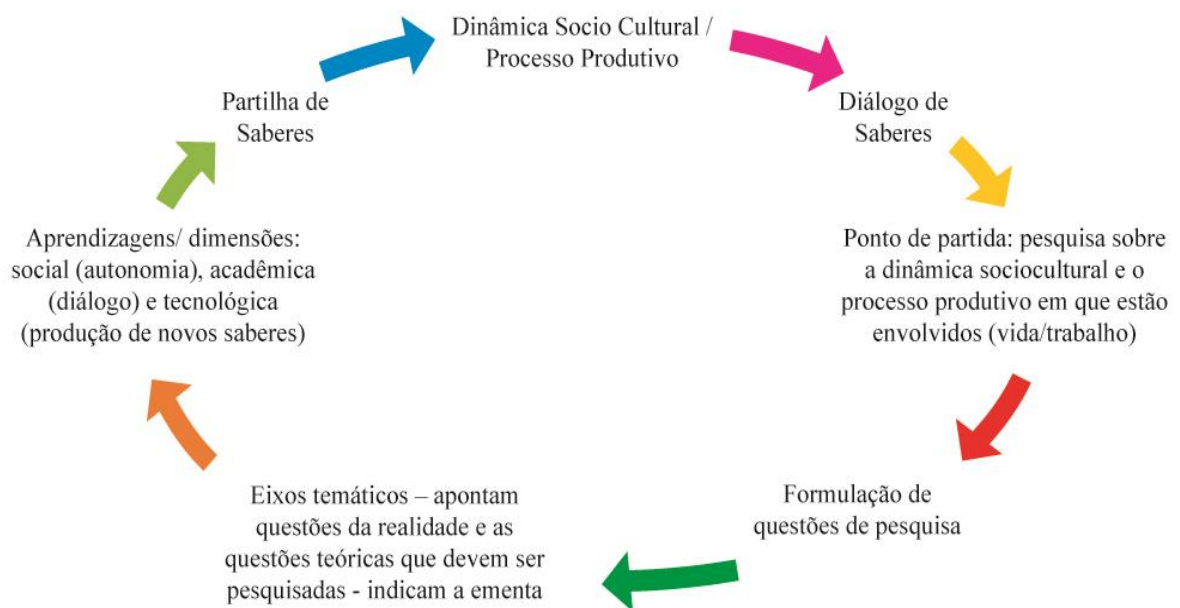 Dinâmica Socio Cultural /
Processo Produtivo
Diálogo de
Saberes
Ponto de partida: pesquisa sobre
a dinâmica sociocultural e o
processo produtivo em que estão
envolvidos (vida/trabalho)
Formulação de
questões de pesquisa
Eixos temáticos – apontam
questões da realidade e as
questões teóricas que devem ser
pesquisadas - indicam a ementa
Aprendizagens/ dimensões:
social (autonomia), acadêmica
(diálogo) e tecnológica
(produção de novos saberes)
Partilha de
Saberes